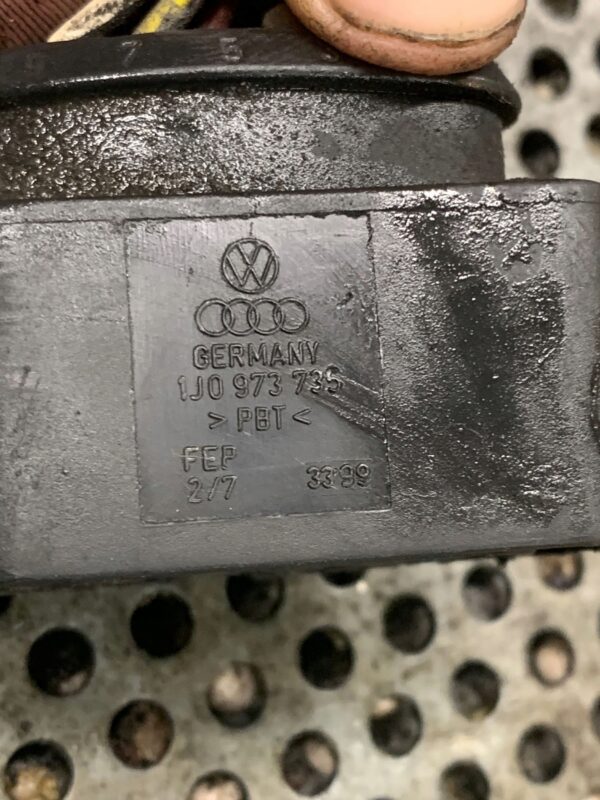 7 5
GERMANY
1J0 973 735
> PBT <
FEP
2/7 33'99